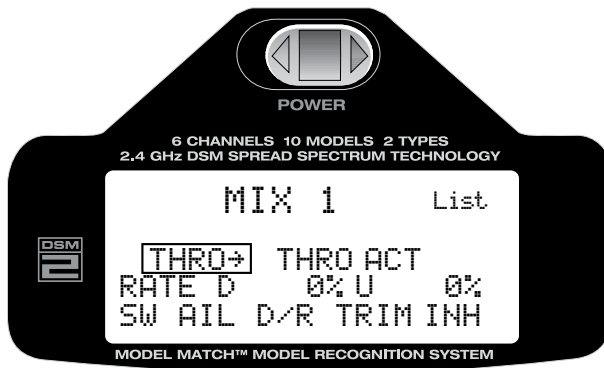 POWER
6 CHANNELS 10 MODELS 2 TYPES
2.4 GHz DSM SPREAD SPECTRUM TECHNOLOGY
MIX 1 List
DSM
2
THRO→ THRO ACT
RATE D 0% U 0%
SW AIL D/R TRIM INH
MODEL MATCH™ MODEL RECOGNITION SYSTEM